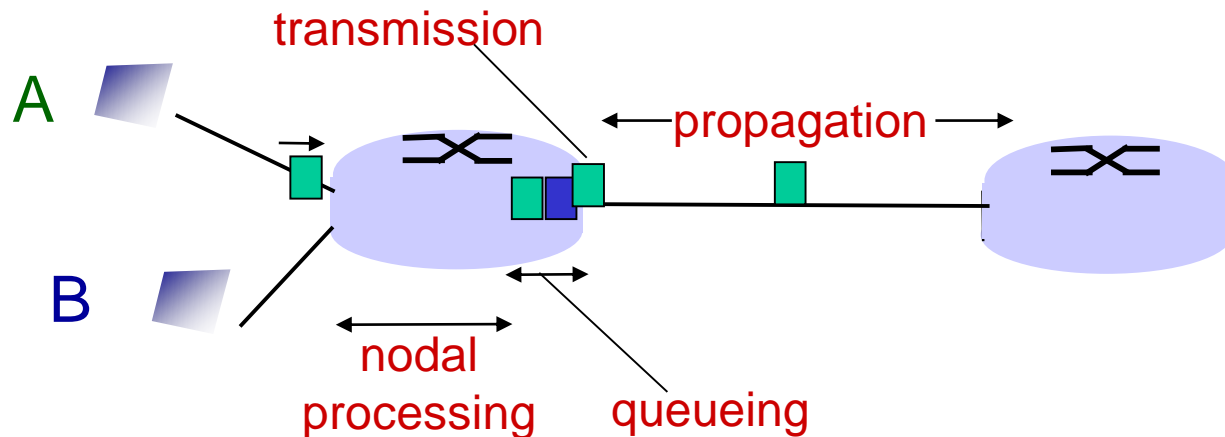 transmission
A
propagation
B
nodal
processing
queueing